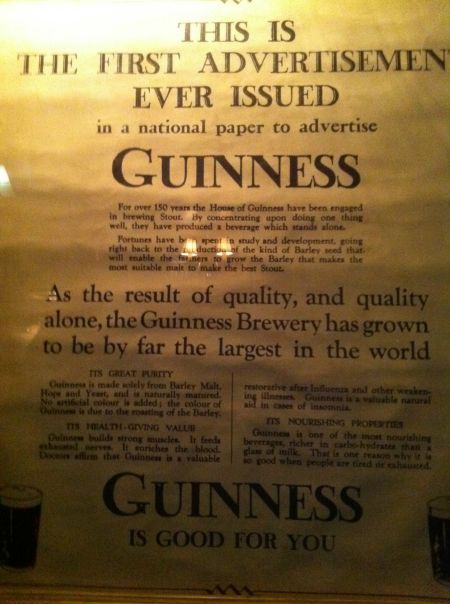 THIS IS
THE FIRST ADVERTISEMEN
EVER ISSUED
in a national paper to advertise
GUINNESS
For over 150 years the House of Guinness have been engaged
in brewing Stout. By concentrating upon doing one thing
well, they have produced a beverage which stands alone.
Fortunes have been spent in study and development, going
right back to the production of the kind of Barley seed that
will enable the farmers to grow the Barley that makes the
most suitable malt to make the best Stout.
As the result of quality, and quality
alone, the Guinness Brewery has grown
to be by far the largest in the world
ITS GREAT PURITY
Guinness is made solely from Barley Malt,
Hops and Yeast, and is naturally matured.
No artificial colour is added; the colour of
Guinness is due to the roasting of the Barley.
ITS HEALTH-GIVING VALUE
Guinness builds strong muscles. It feeds
exhausted nerves. It enriches the blood.
Doctors affirm that Guinness is a valuable
restorative after Influenza and other weaken-
ing illnesses. Guinness is a valuable natural
aid in cases of insomnia.
ITS NOURISHING PROPERTIES
Guinness is one of the most nourishing
beverages, richer in carbo-hydrates than a
glass of milk. That is one reason why it is
so good when people are tired or exhausted.
GUINNESS
IS GOOD FOR YOU